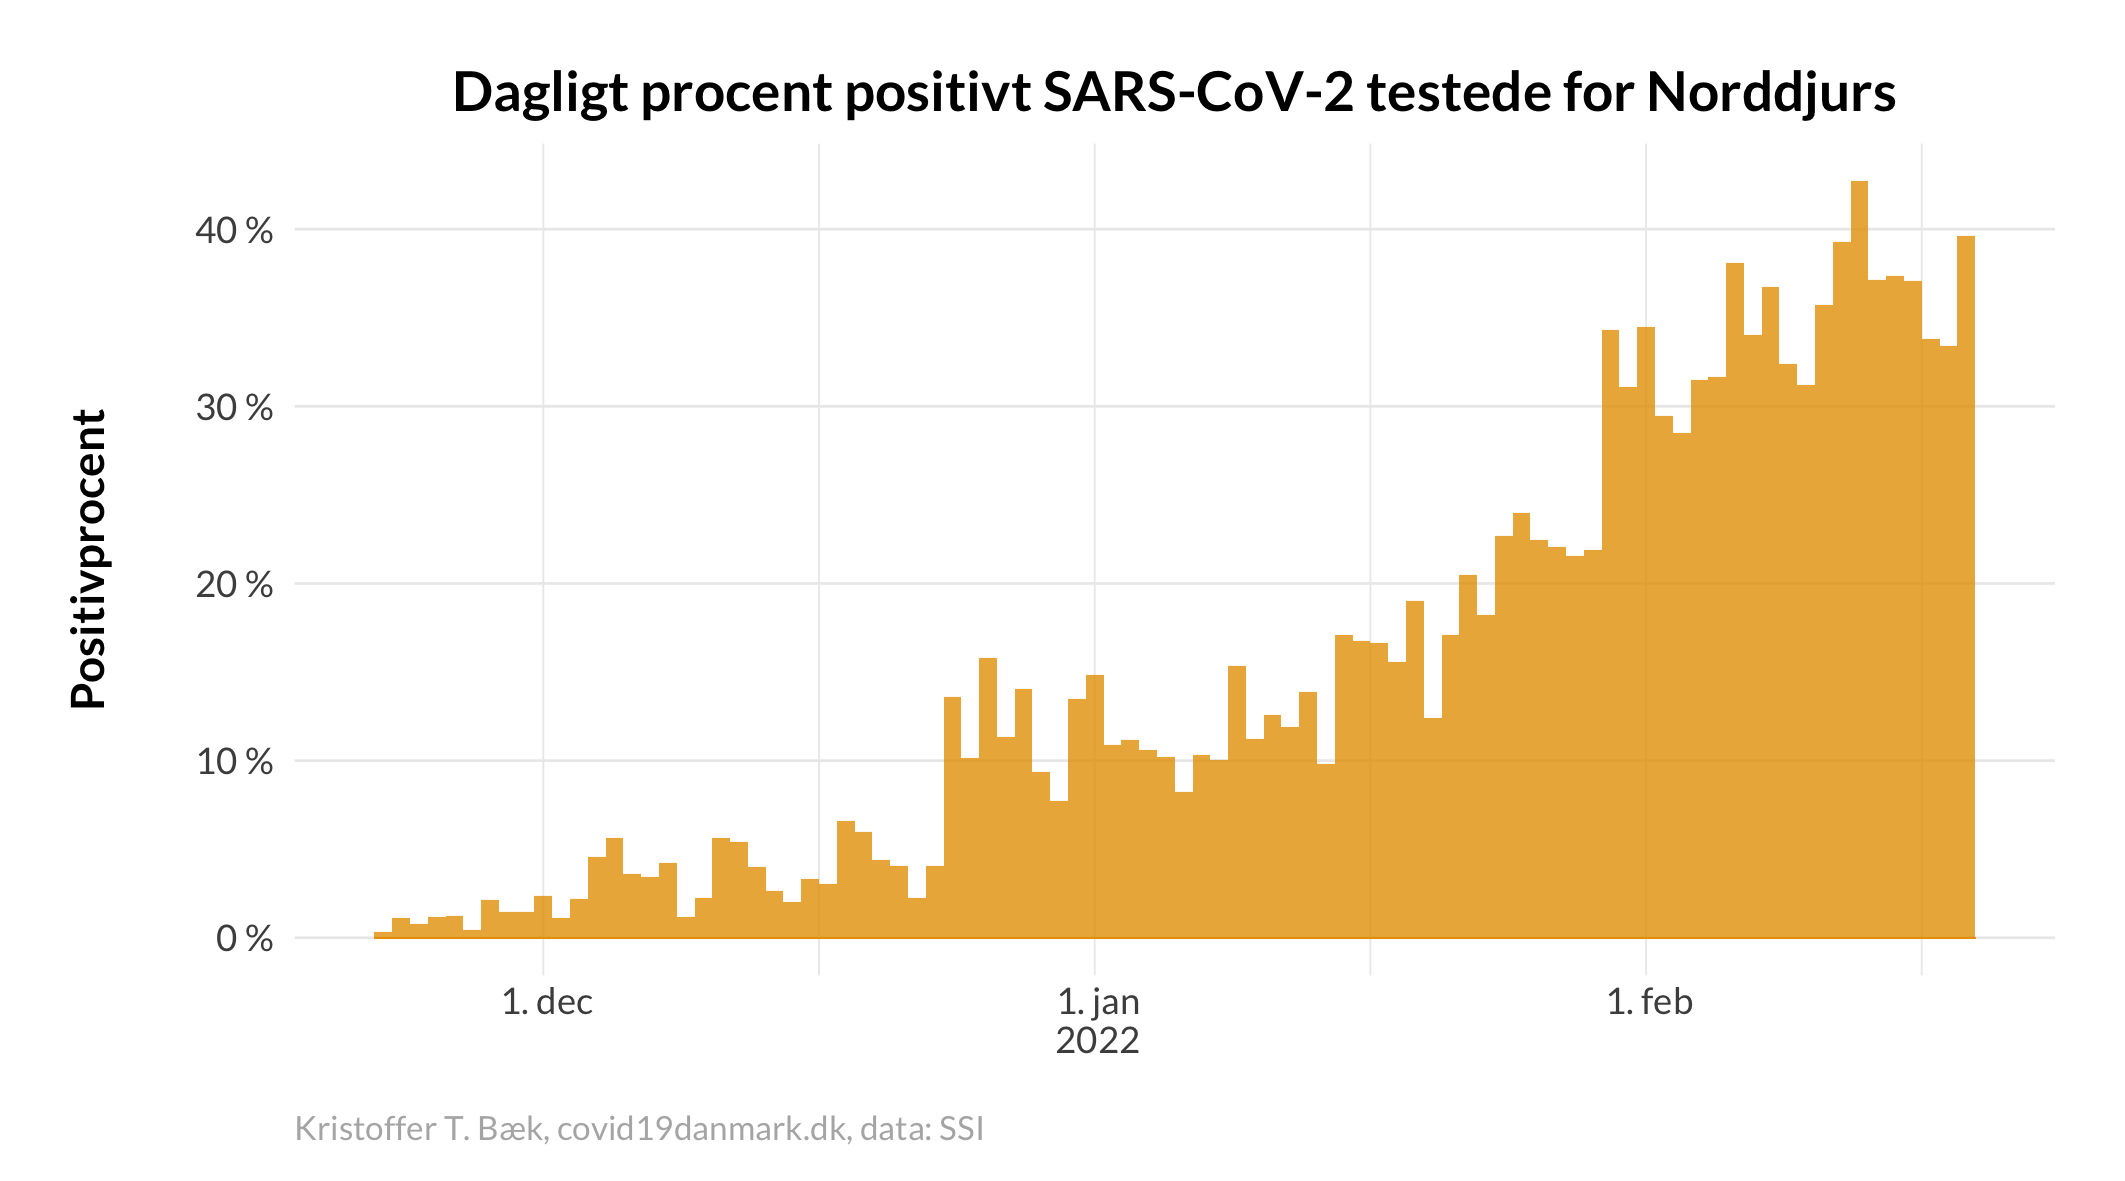 Dagligt procent positivt SARS-CoV-2 testede for Norddjurs
Positivprocent
40 %
30 %
20 %
10 %
0 %
1. dec
1. jan
2022
1. feb
Kristoffer T. Bæk, covid19danmark.dk, data: SSI